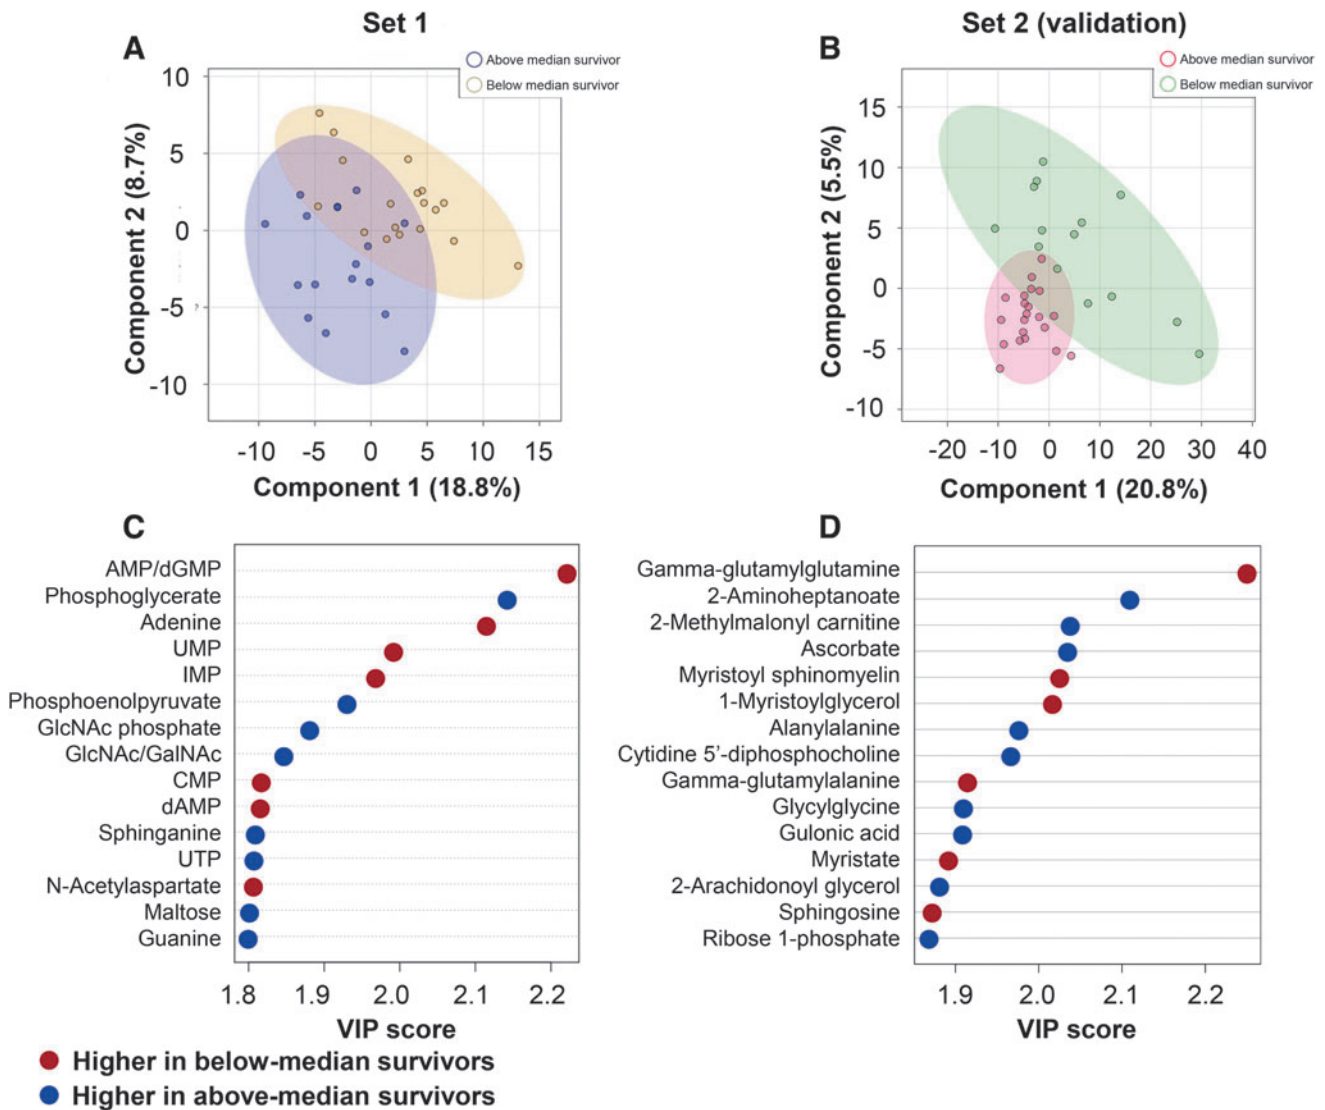 Set 1
Set 2 (validation)
A
Above median survivor
Below median survivor
10
5
0
-5
-10
Component 2 (8.7%)
-10 -5 0 5 10 15
Component 1 (18.8%)
?
B
Above median survivor
Below median survivor
15
10
5
0
-5
-10
Component 2 (5.5%)
-20 -10 0 10 20 30 40
Component 1 (20.8%)
C
AMP/dGMP
Phosphoglycerate
Adenine
UMP
IMP
Phosphoenolpyruvate
GlcNAc phosphate
GlcNAc/GalNAc
CMP
dAMP
Sphinganine
UTP
N-Acetylaspartate
Maltose
Guanine
1.8 1.9 2.0 2.1 2.2
VIP score
D
Gamma-glutamylglutamine
2-Aminoheptanoate
2-Methylmalonyl carnitine
Ascorbate
Myristoyl sphinomyelin
1-Myristoylglycerol
Alanylalanine
Cytidine 5’-diphosphocholine
Gamma-glutamylalanine
Glycylglycine
Gulonic acid
Myristate
2-Arachidonoyl glycerol
Sphingosine
Ribose 1-phosphate
1.9 2.0 2.1 2.2
VIP score
Higher in below-median survivors
Higher in above-median survivors